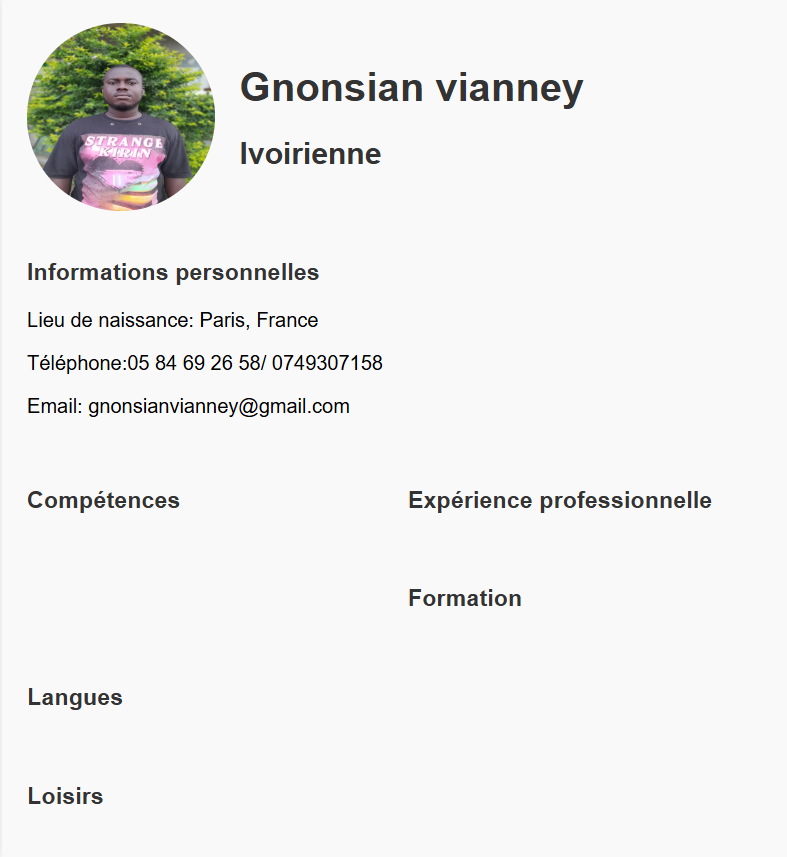 Gnonsian vianney
Ivoirienne
STRANGE
KIRIN
Informations personnelles
Lieu de naissance: Paris, France
Téléphone:05 84 69 26 58/ 0749307158
Email: gnonsianvianney@gmail.com
Compétences
Expérience professionnelle
Formation
Langues
Loisirs